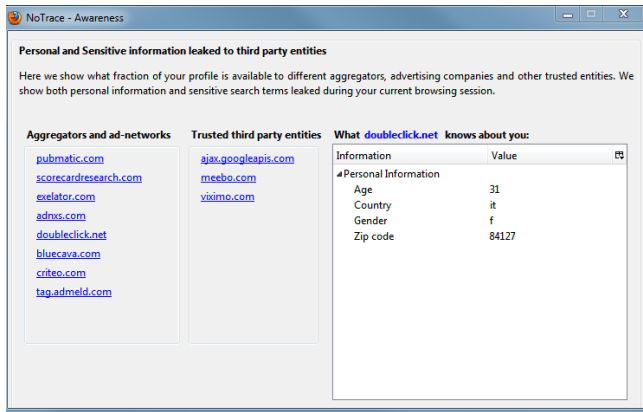 NoTrace - Awareness
Personal and Sensitive information leaked to third party entities
Here we show what fraction of your profile is available to different aggregators, advertising companies and other trusted entities. We
show both personal information and sensitive search terms leaked during your current browsing session.
Aggregators and ad-networks
pubmatic.com
scorecardresearch.com
exelator.com
adnxs.com
doubleclick.net
bluecava.com
criteo.com
tag.admeld.com
Trusted third party entities
ajax.googleapis.com
meebo.com
viximo.com
What doubleclick.net knows about you:
Information Value
Personal Information
Age 31
Country it
Gender f
Zip code 84127